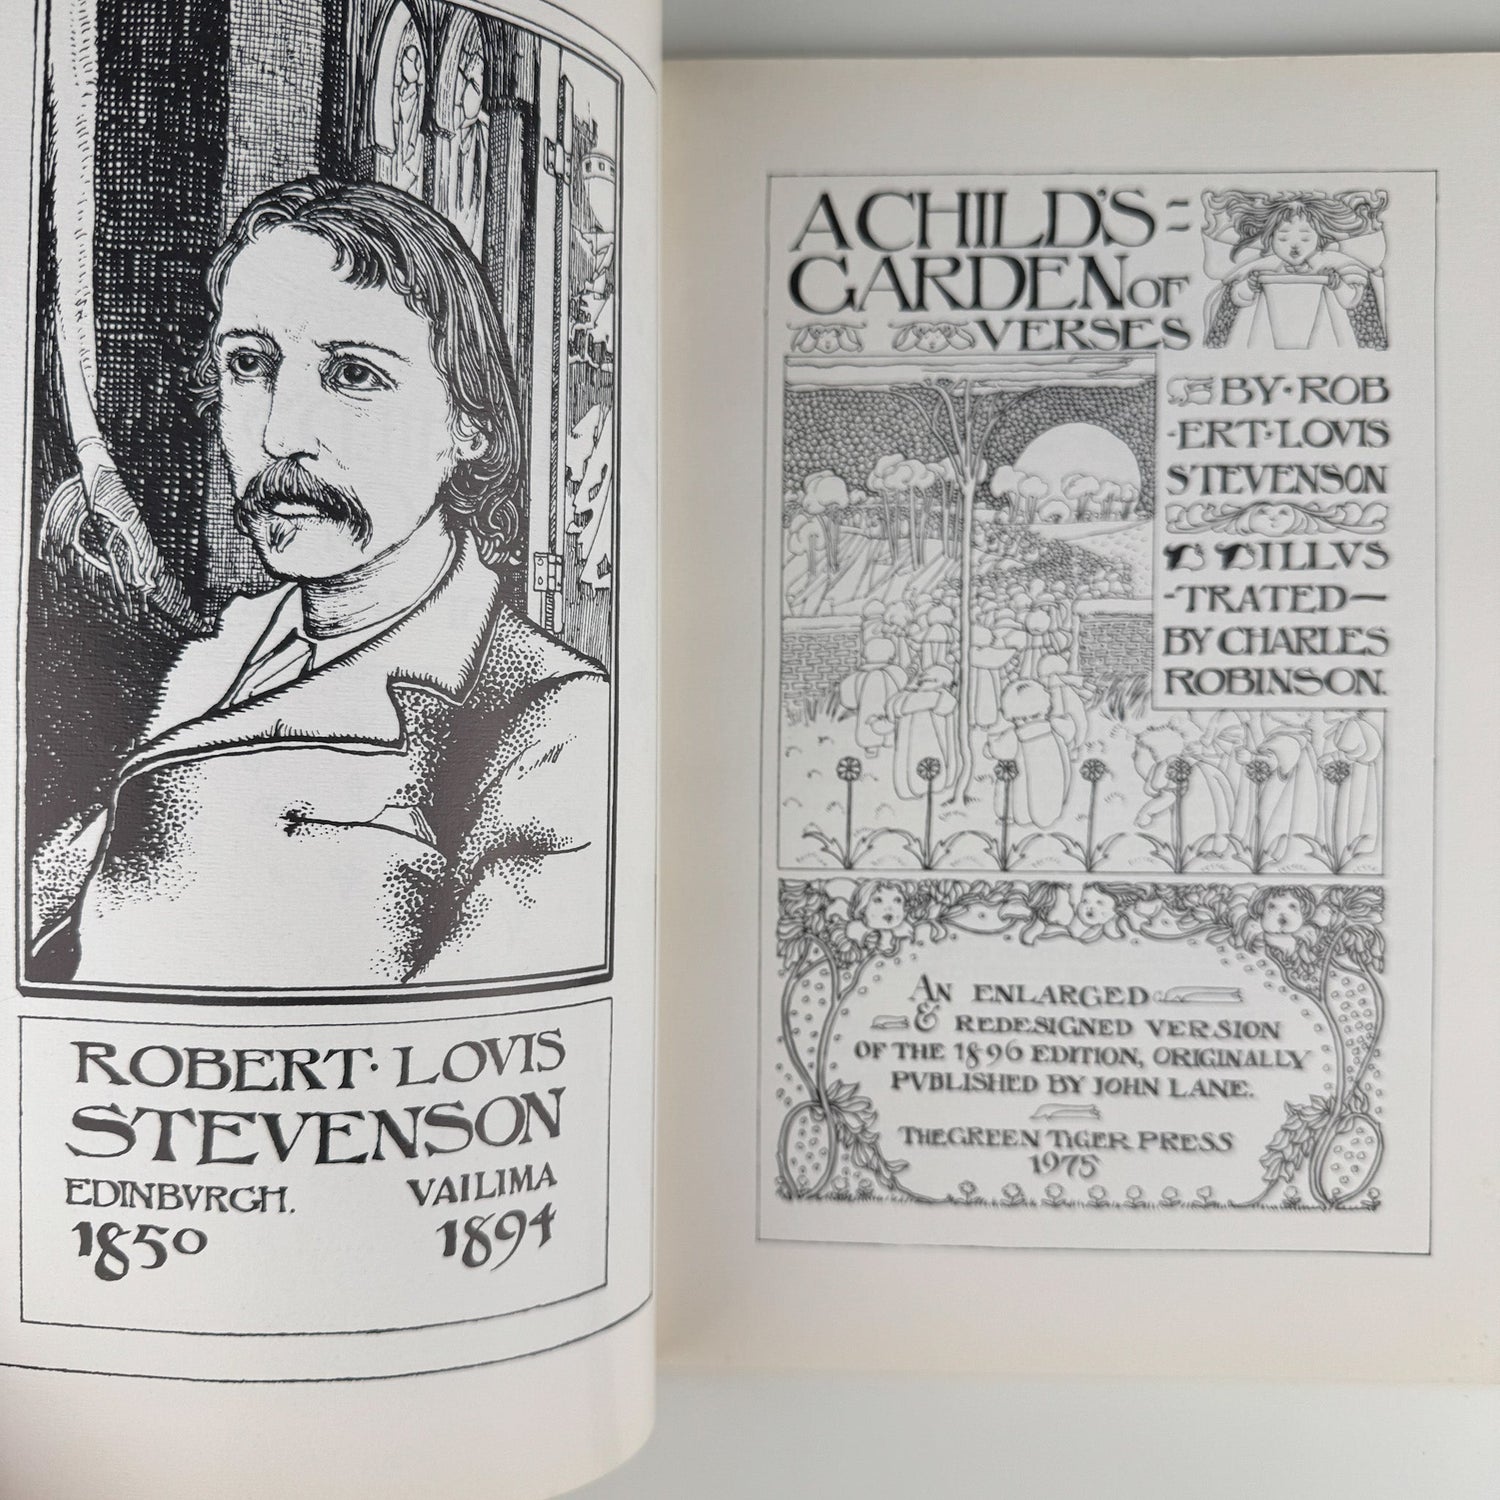 ROBERT · LOVIS
STEVENSON
EDINBVRGH. VAILIMA
1850 1894
A CHILD'S =
GARDEN OF
VERSES
BY · ROB
-ERT · LOVIS
STEVENSON
ILLVS
-TRATED—
BY CHARLES
ROBINSON.
AN ENLARGED
& REDESIGNED VERSION
OF THE 1896 EDITION, ORIGINALLY
PVBLISHED BY JOHN LANE.
THE GREEN TIGER PRESS
1975